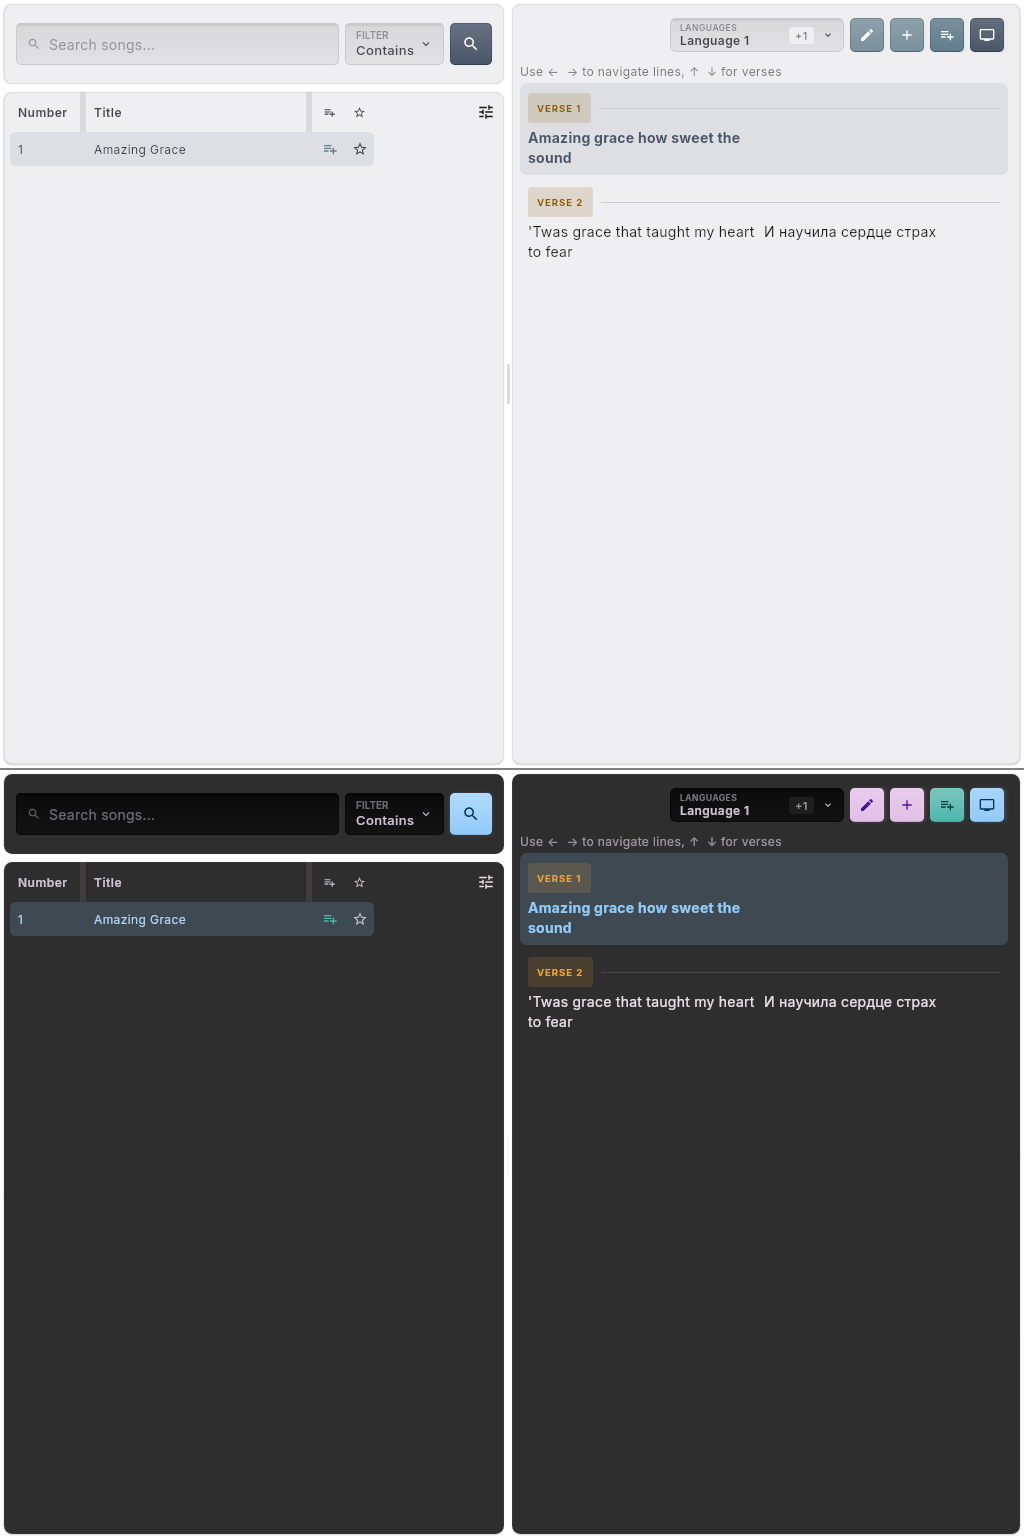 Search songs...
FILTER
Contains
LANGUAGES
Language 1
+1
Use ← → to navigate lines, ↑ ↓ for verses
Number
Title
1
Amazing Grace
VERSE 1
Amazing grace how sweet the
sound
VERSE 2
'Twas grace that taught my heart
to fear
И научила сердце страх
Search songs...
FILTER
Contains
LANGUAGES
Language 1
+1
Use ← → to navigate lines, ↑ ↓ for verses
Number
Title
1
Amazing Grace
VERSE 1
Amazing grace how sweet the
sound
VERSE 2
'Twas grace that taught my heart
to fear
И научила сердце страх